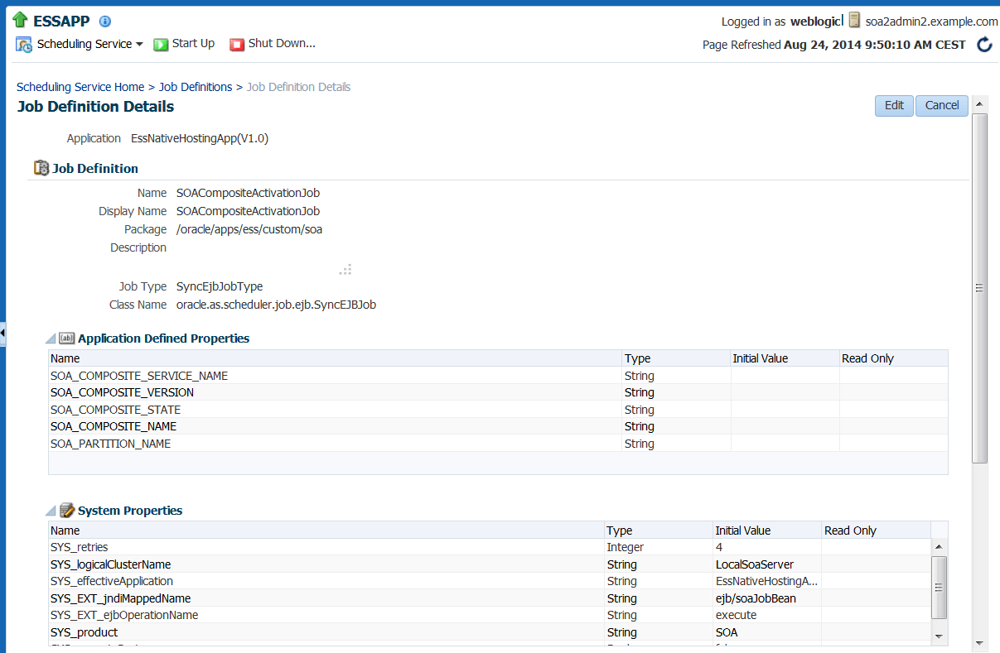 ESSAPP
Logged in as weblogic soa2admin2.example.com
Scheduling Service Start Up Shut Down...
Page Refreshed Aug 24, 2014 9:50:10 AM CEST
Scheduling Service Home > Job Definitions > Job Definition Details
Job Definition Details
Edit Cancel
Application EssNativeHostingApp(V1.0)
Job Definition
Name SOACompositeActivationJob
Display Name SOACompositeActivationJob
Package /oracle/apps/ess/custom/soa
Description
Job Type SyncEjbJobType
Class Name oracle.as.scheduler.job.ejb.SyncEJBJob
Application Defined Properties
Name Type Initial Value Read Only
SOA_COMPOSITE_SERVICE_NAME String
SOA_COMPOSITE_VERSION String
SOA_COMPOSITE_STATE String
SOA_COMPOSITE_NAME String
SOA_PARTITION_NAME String
System Properties
Name Type Initial Value Read Only
SYS_retries Integer 4
SYS_logicalClusterName String LocalSoaServer
SYS_effectiveApplication String EssNativeHostingA...
SYS_EXT_jndiMappedName String ejb/soaJobBean
SYS_EXT_ejbOperationName String execute
SYS_product String SOA